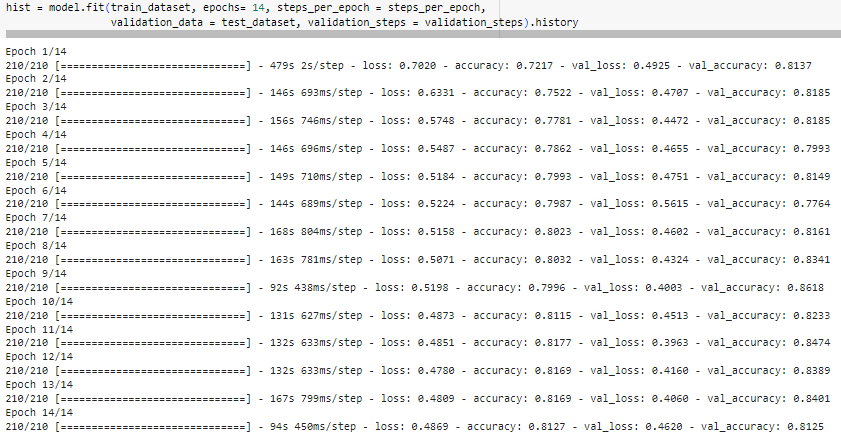 hist = model.fit(train_dataset, epochs= 14, steps_per_epoch = steps_per_epoch,
validation_data = test_dataset, validation_steps = validation_steps).history
Epoch 1/14
210/210 [==============================] - 479s 2s/step - loss: 0.7020 - accuracy: 0.7217 - val_loss: 0.4925 - val_accuracy: 0.8137
Epoch 2/14
210/210 [==============================] - 146s 693ms/step - loss: 0.6331 - accuracy: 0.7522 - val_loss: 0.4707 - val_accuracy: 0.8185
Epoch 3/14
210/210 [==============================] - 156s 746ms/step - loss: 0.5748 - accuracy: 0.7781 - val_loss: 0.4472 - val_accuracy: 0.8185
Epoch 4/14
210/210 [==============================] - 146s 696ms/step - loss: 0.5487 - accuracy: 0.7862 - val_loss: 0.4655 - val_accuracy: 0.7993
Epoch 5/14
210/210 [==============================] - 149s 710ms/step - loss: 0.5184 - accuracy: 0.7993 - val_loss: 0.4751 - val_accuracy: 0.8149
Epoch 6/14
210/210 [==============================] - 144s 689ms/step - loss: 0.5224 - accuracy: 0.7987 - val_loss: 0.5615 - val_accuracy: 0.7764
Epoch 7/14
210/210 [==============================] - 168s 804ms/step - loss: 0.5158 - accuracy: 0.8023 - val_loss: 0.4602 - val_accuracy: 0.8161
Epoch 8/14
210/210 [==============================] - 163s 781ms/step - loss: 0.5071 - accuracy: 0.8032 - val_loss: 0.4324 - val_accuracy: 0.8341
Epoch 9/14
210/210 [==============================] - 92s 438ms/step - loss: 0.5198 - accuracy: 0.7996 - val_loss: 0.4003 - val_accuracy: 0.8618
Epoch 10/14
210/210 [==============================] - 131s 627ms/step - loss: 0.4873 - accuracy: 0.8115 - val_loss: 0.4513 - val_accuracy: 0.8233
Epoch 11/14
210/210 [==============================] - 132s 633ms/step - loss: 0.4851 - accuracy: 0.8177 - val_loss: 0.3963 - val_accuracy: 0.8474
Epoch 12/14
210/210 [==============================] - 132s 633ms/step - loss: 0.4780 - accuracy: 0.8169 - val_loss: 0.4160 - val_accuracy: 0.8389
Epoch 13/14
210/210 [==============================] - 167s 799ms/step - loss: 0.4809 - accuracy: 0.8169 - val_loss: 0.4060 - val_accuracy: 0.8401
Epoch 14/14
210/210 [==============================] - 94s 450ms/step - loss: 0.4869 - accuracy: 0.8127 - val_loss: 0.4620 - val_accuracy: 0.8125